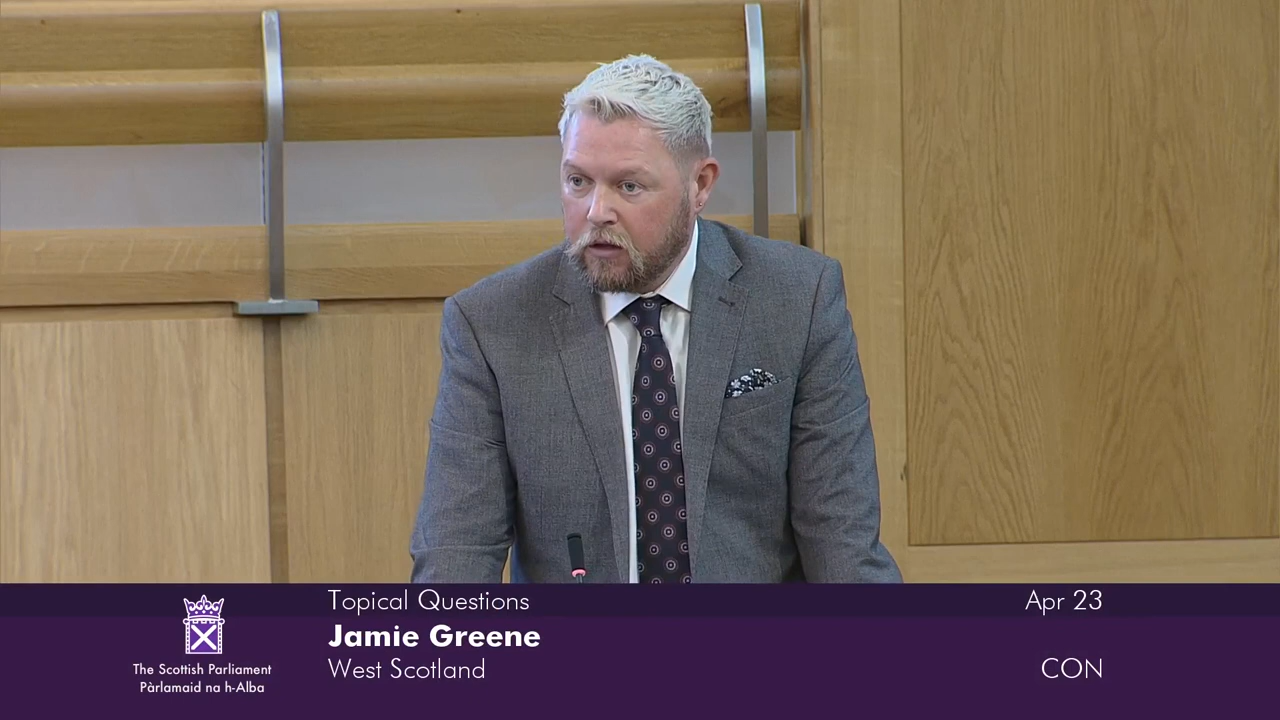 Topical Questions
Apr 23
Jamie Greene
West Scotland
CON
The Scottish Parliament
Pàrlamaid na h-Alba